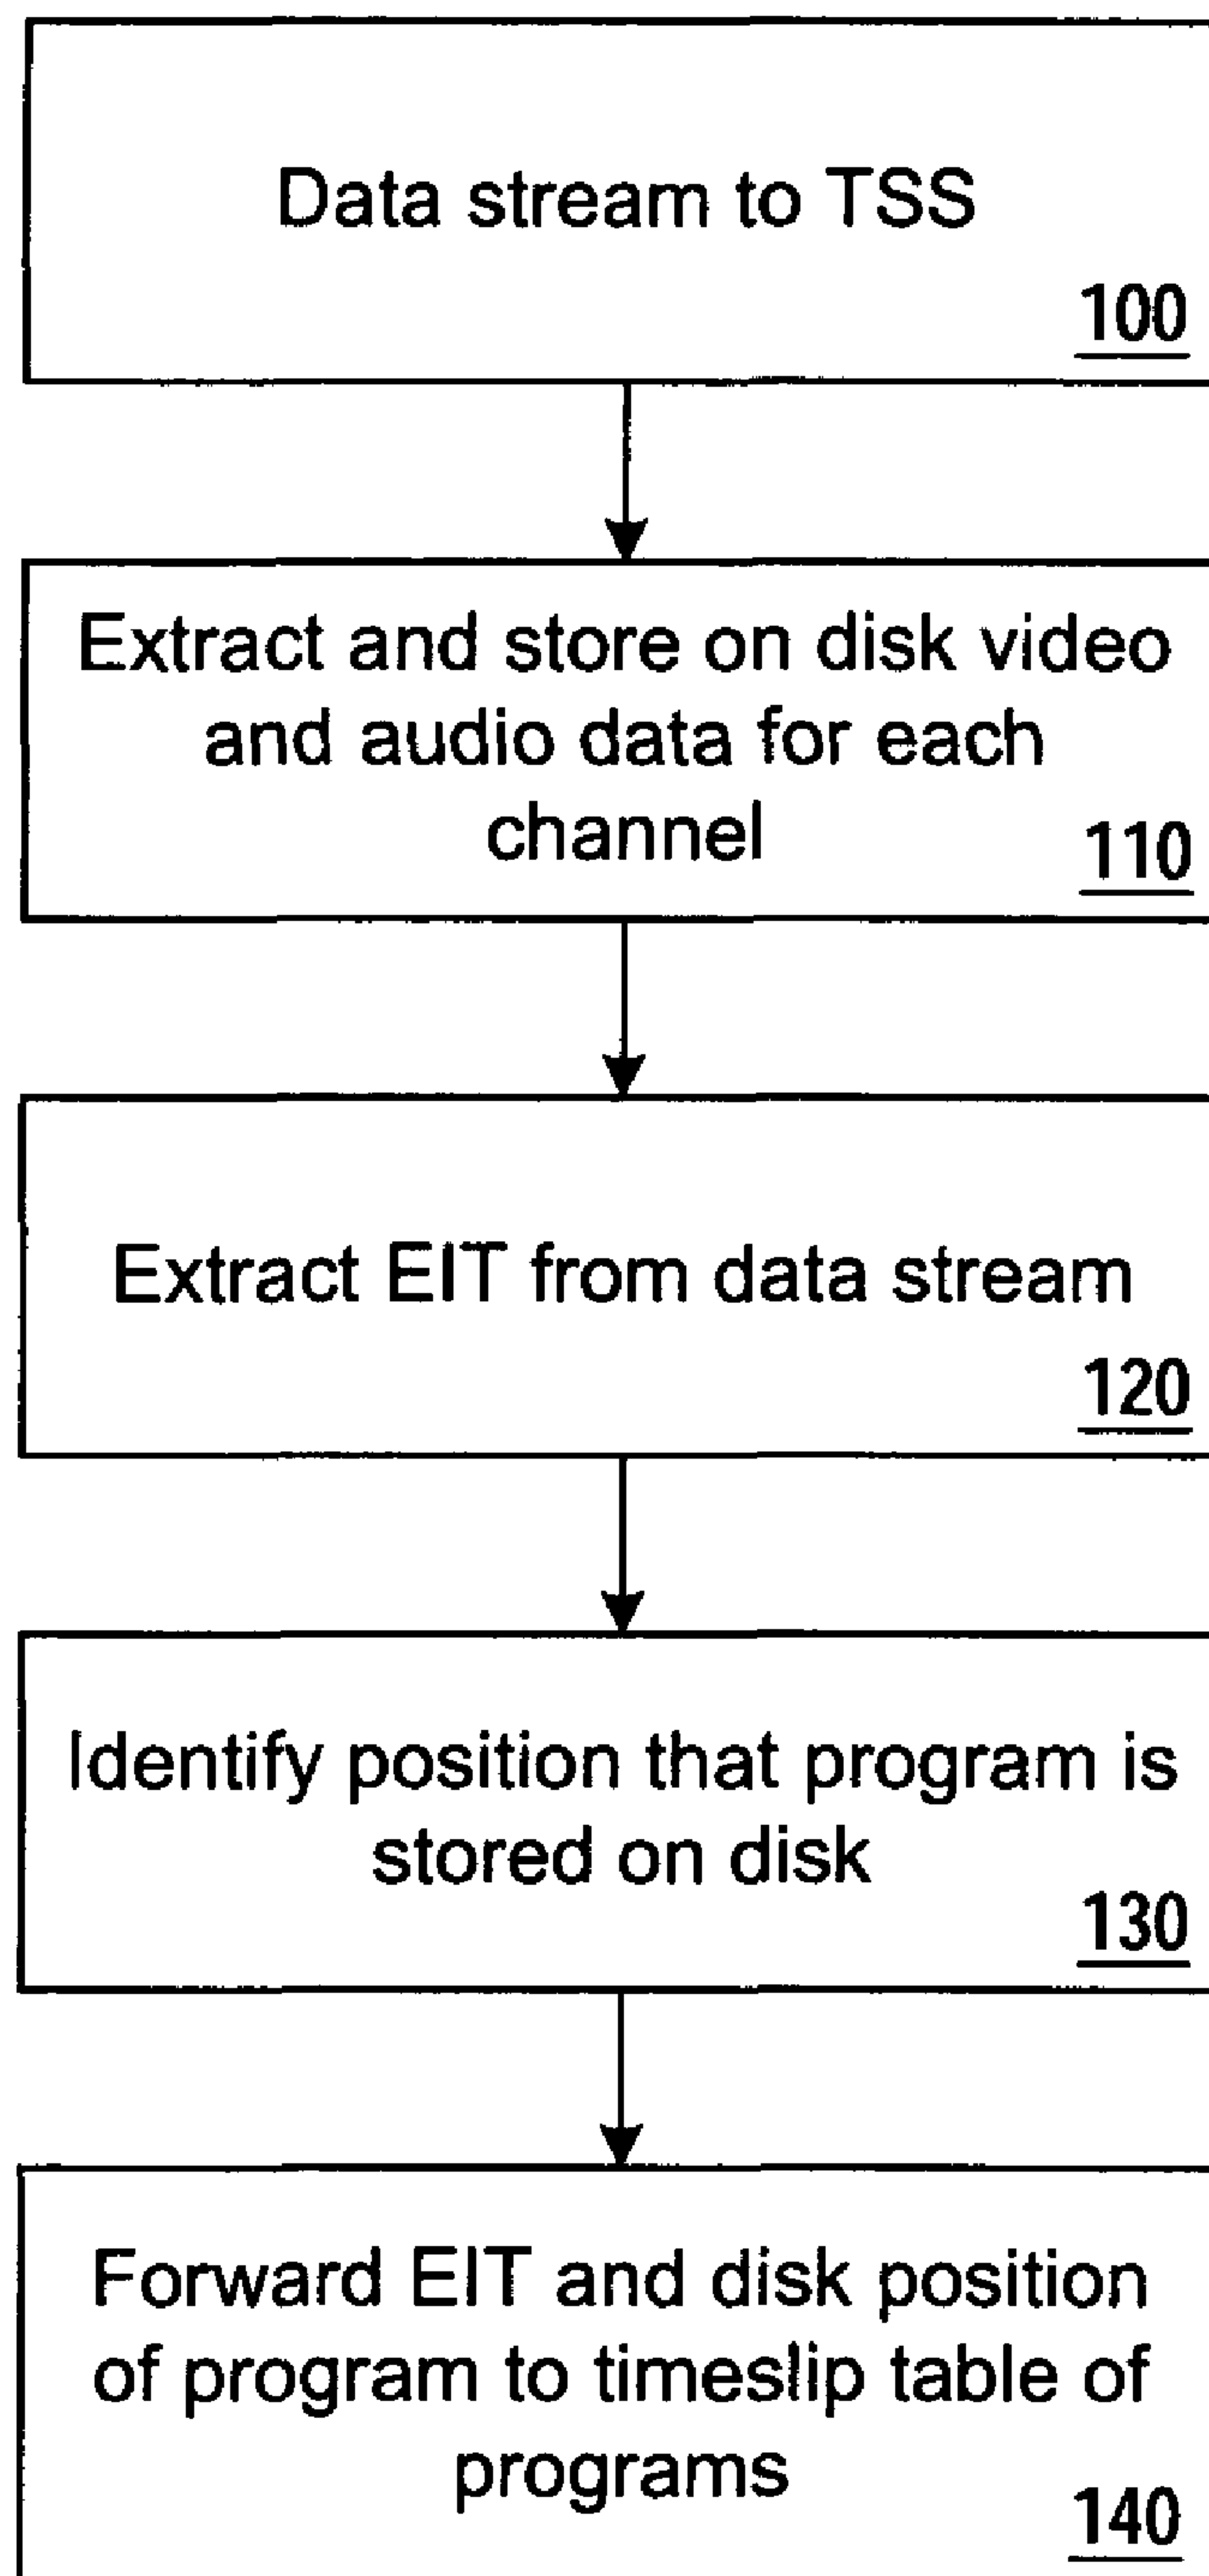 Data stream to TSS
100
Extract and store on disk video
and audio data for each
channel
110
Extract EIT from data stream
120
Identify position that program is
stored on disk
130
Forward EIT and disk position
of program to timeslip table of
programs
140